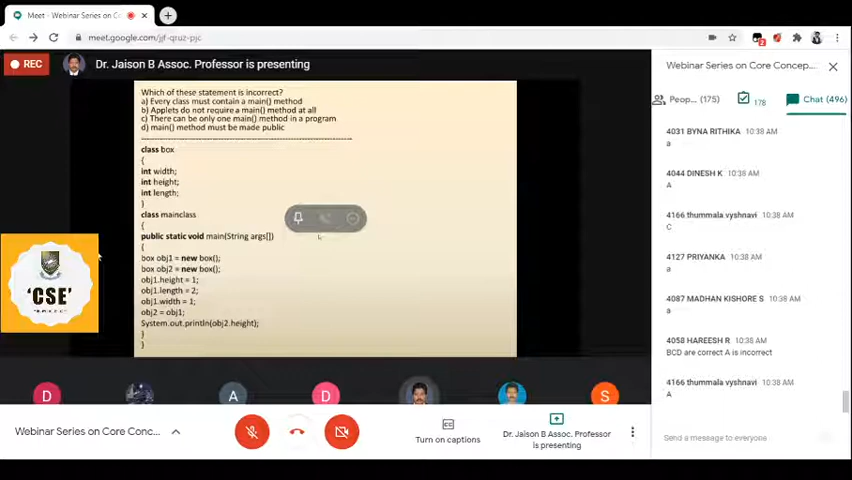 Meet - Webinar Series on C
meet.google.com/jjf-qruz-pjc
2
REC
Dr. Jaison B Assoc. Professor is presenting
Webinar Series on Core Concep...
Peop... (175)
178
Chat (496)
Which of these statement is incorrect?
a) Every class must contain a main() method
b) Applets do not require a main() method at all
c) There can be only one main() method in a program
d) main() method must be made public
class box
{
int width;
int height;
int length;
}
class mainclass
{
public static void main(String args[])
{
box obj1 = new box();
box obj2 = new box();
obj1.height = 1;
obj1.length = 2;
obj1.width = 1;
obj2 = obj1;
System.out.println(obj2.height);
}
}
'CSE'
4031 BYNA RITHIKA 10:38 AM
a
4044 DINESH K 10:38 AM
A
4166 thummala vyshnavi 10:38 AM
C
4127 PRIYANKA 10:38 AM
a
4087 MADHAN KISHORE S 10:38 AM
a
4058 HAREESH R 10:38 AM
BCD are correct A is incorrect
4166 thummala vyshnavi 10:38 AM
A
D
A
D
S
Webinar Series on Core Conc...
Turn on captions
Dr. Jaison B Assoc. Professor
is presenting
Send a message to everyone